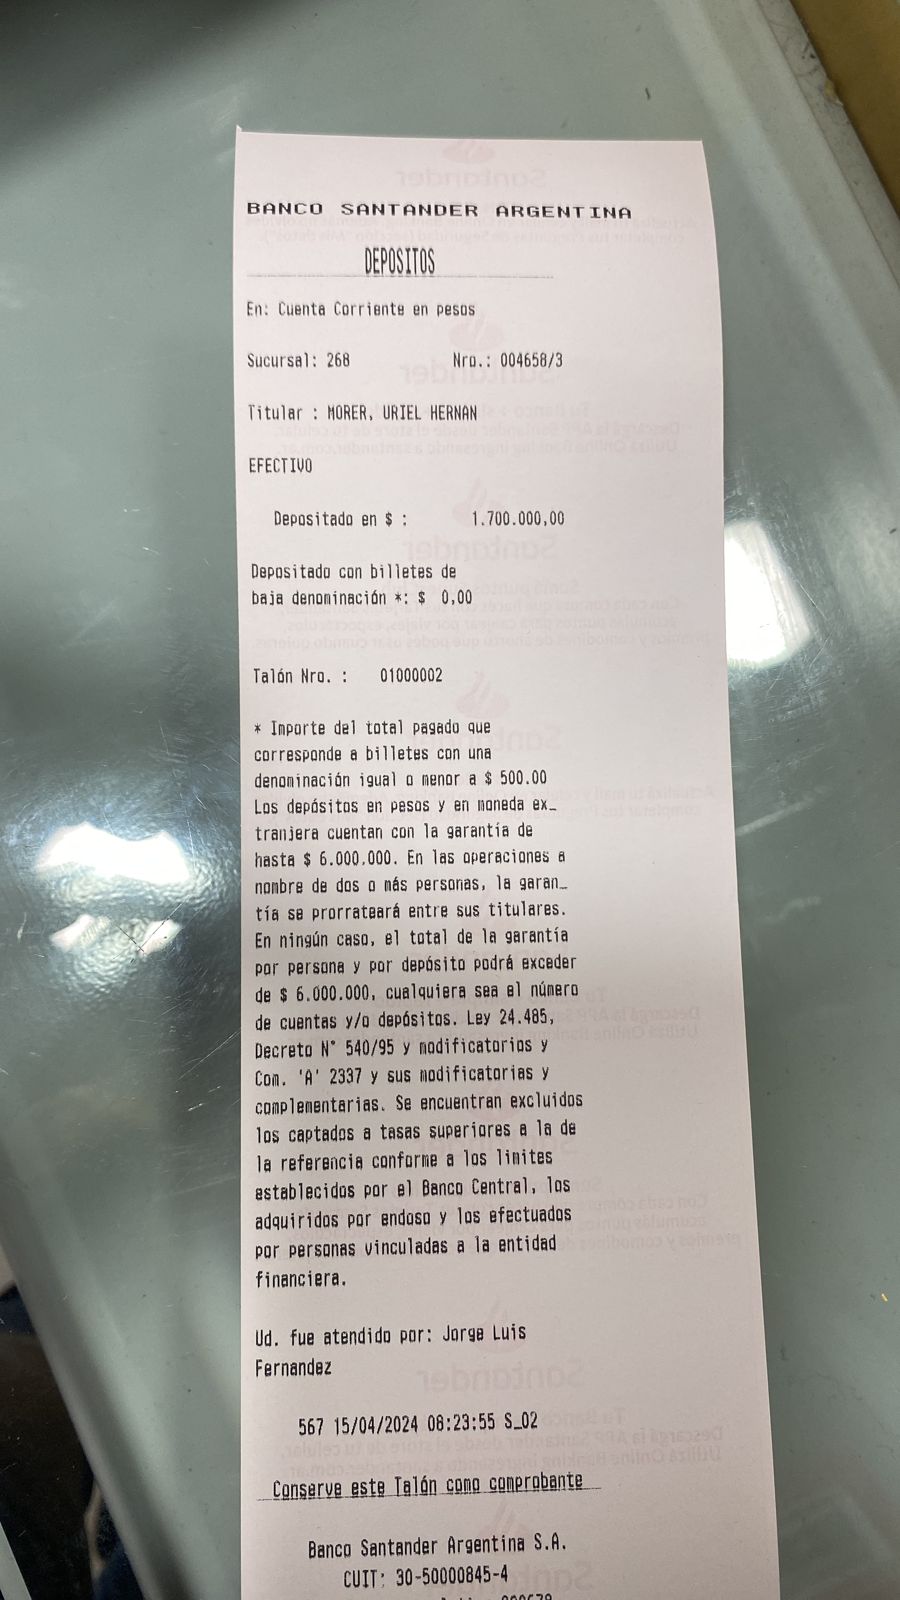 BANCO SANTANDER ARGENTINA
DEPOSITOS
En: Cuenta Corriente en pesos
Sucursal: 268 Nro.: 004658/3
Titular : MORER, URIEL HERNAN
EFECTIVO
Depositado en $ : 1.700.000,00
Depositado con billetes de
baja denominación *: $ 0,00
Talón Nro. : 01000002
* Importe del total pagado que
corresponde a billetes con una
denominación igual o menor a $ 500.00
Los depósitos en pesos y en moneda ex_
tranjera cuentan con la garantía de
hasta $ 6.000.000. En las operaciones a
nombre de dos o más personas, la garan_
tía se prorrateará entre sus titulares.
En ningún caso, el total de la garantía
por persona y por depósito podrá exceder
de $ 6.000.000, cualquiera sea el número
de cuentas y/o depósitos. Ley 24.485,
Decreto N° 540/95 y modificatorios y
Com. 'A' 2337 y sus modificatorias y
complementarias. Se encuentran excluidos
los captados a tasas superiores a la de
la referencia conforme a los limites
establecidos por el Banco Central, los
adquiridos por endoso y los efectuados
por personas vinculadas a la entidad
financiera.
Ud. fue atendido por: Jorge Luis
Fernandez
567 15/04/2024 08:23:55 S_02
Conserve este Talón como comprobante
Banco Santander Argentina S.A.
CUIT: 30-50000845-4